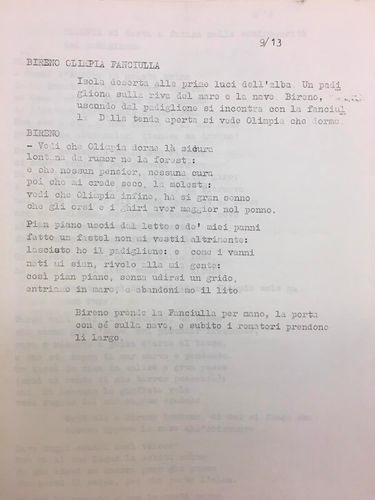 9/13
BIRENO OLIMPIA FANCIULLA
Isola deserta alle prime luci dell'alba. Un padi
glione sulla riva del mare e la nave. Bireno,
uscendo dal padiglione si incontra con la fanciul
la D lla tenda aperta si vede Olimpia che dorme.
BIRENO
- Vedi che Olimpia dorme là sicura
lontana da rumor ne la foresta:
e che nessun pensier, nessuna cura
poi che mi crede seco, la molesta:
vedi che Olimpia infine, ha sì gran sonno
che gli orsi e i ghiri aver maggior nol ponno.
Pian piano uscii dal letto e de' miei panni
fatto un fastel non mi vestii altrimente:
lasciato ho il padiglione: e come i vanni
nati mi sian, rivolo alla mia gente:
così pian piano, senza udirsi un grido,
entriamo in mare, e abandoniamo il lito
Bireno prende la Fanciulla per mano, la porta
con sé sulla nave, e subito i rematori prendono
il largo.